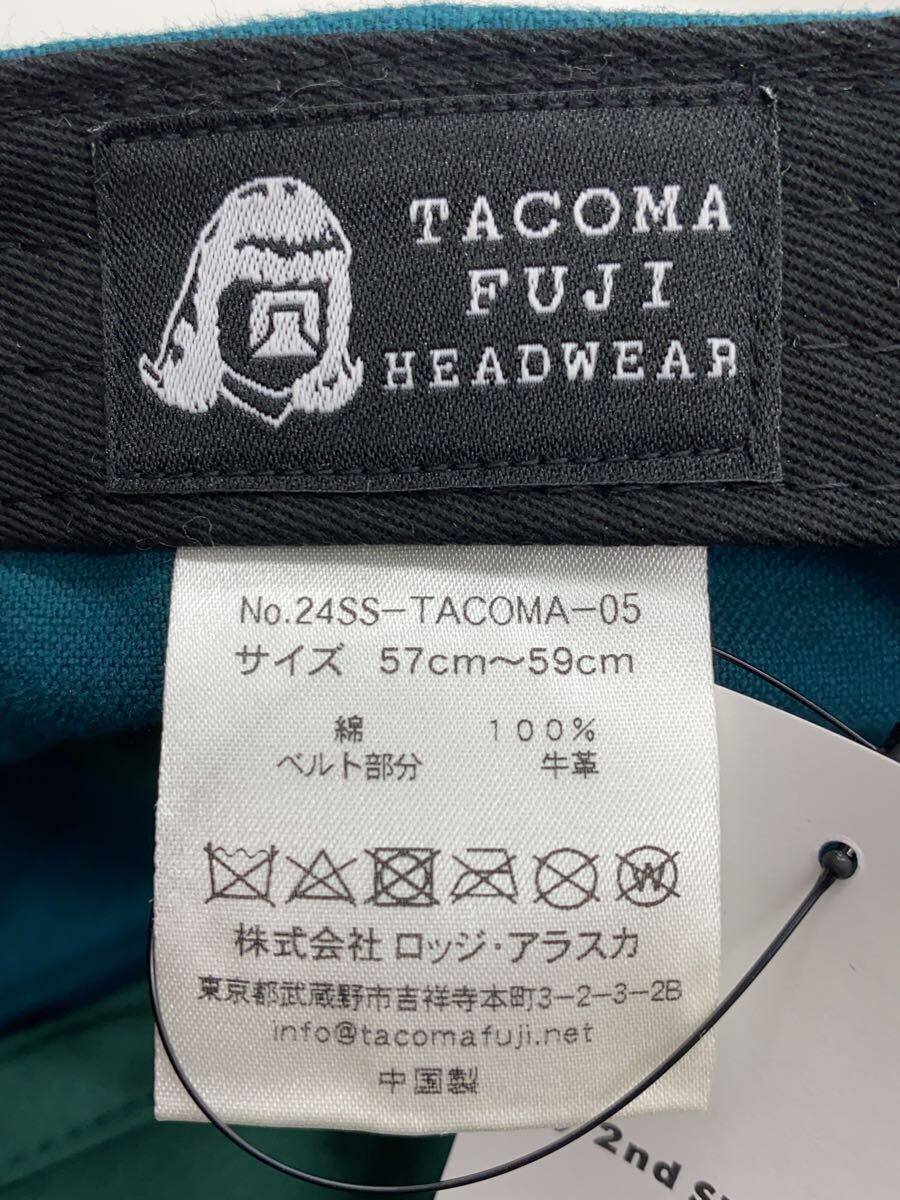 TACOMA
FUJI
HEADWEAR
No.24SS-TACOMA-05
サイズ 57cm～59cm
綿 100%
ベルト部分 牛革
W
株式会社 ロッジ・アラスカ
東京都武蔵野市吉祥寺本町3-2-3-2B
info@tacomafuji.net
中国製
2nd